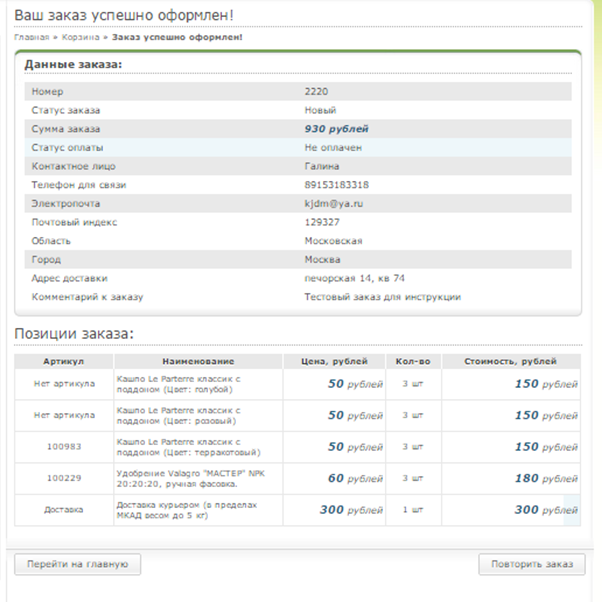 Ваш заказ успешно оформлен!
Главная » Корзина » Заказ успешно оформлен!
Данные заказа:
Номер 2220
Статус заказа Новый
Сумма заказа 930 рублей
Статус оплаты Не оплачен
Контактное лицо Галина
Телефон для связи 89153183318
Электропочта kjdm@ya.ru
Почтовый индекс 129327
Область Московская
Город Москва
Адрес доставки печорская 14, кв 74
Комментарий к заказу Тестовый заказ для инструкции
Позиции заказа:
Артикул Наименование Цена, рублей Кол-во Стоимость, рублей
Нет артикула Кашпо Le Parterre классик с
поддоном (Цвет: голубой) 50 рублей 3 шт 150 рублей
Нет артикула Кашпо Le Parterre классик с
поддоном (Цвет: розовый) 50 рублей 3 шт 150 рублей
100983 Кашпо Le Parterre классик с
поддоном (Цвет: терракотовый) 50 рублей 3 шт 150 рублей
100229 Удобрение Valagro "МАСТЕР" NPK
20:20:20, ручная фасовка. 60 рублей 3 шт 180 рублей
Доставка Доставка курьером (в пределах
МКАД весом до 5 кг) 300 рублей 1 шт 300 рублей
Перейти на главную Повторить заказ